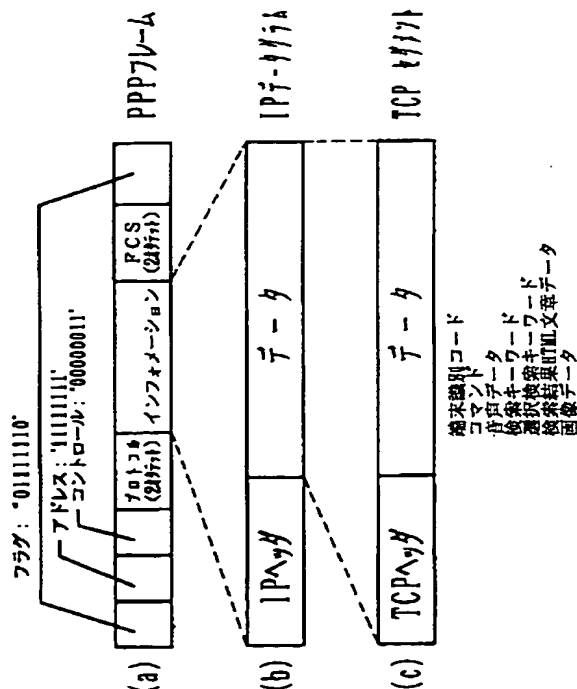 フラグ: "01111110"
アドレス: '11111111'
コントロール: '00000011'
(a)
プロトコル
(2オクテット)
インフォメーション
FCS
(2オクテット)
PPPフレーム
(b)
IPヘッダ
データ
IPデータグラム
(c)
TCPヘッダ
データ
TCP セグメント
端末識別コード
コマンド
音声データ
検索キーワード
選択検索キーワード
検索結果HTML文章データ
画像データ